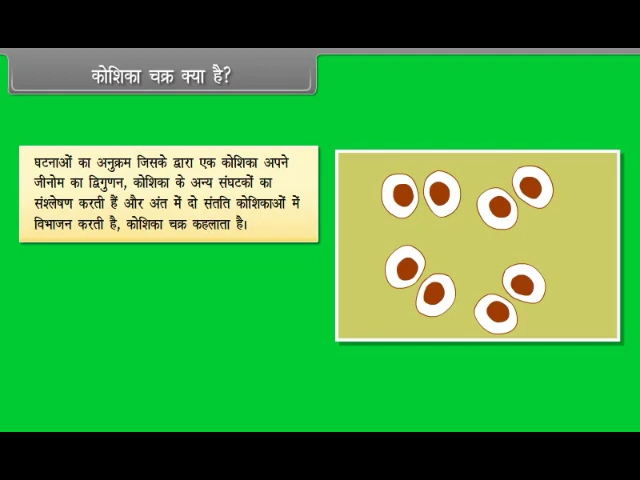 कोशिका चक्र क्या है?
घटनाओं का अनुक्रम जिसके द्वारा एक कोशिका अपने
जीनोम का द्विगुणन, कोशिका के अन्य संघटकों का
संश्लेषण करती हैं और अंत में दो संतति कोशिकाओं में
विभाजन करती है, कोशिका चक्र कहलाता है।